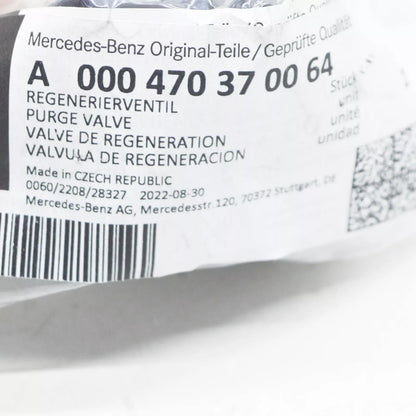 Mercedes-Benz Original-Teile/Geprüfte Qualität
A 000 470 37 00 64
Stück
unit
unité
unidad
REGENERIERVENTIL
PURGE VALVE
VALVE DE REGENERATION
VALVULA DE REGENERACION
Made in CZECH REPUBLIC
0060/2208/28327 2022-08-30
Mercedes-Benz AG, Mercedesstr.120, 70372 Stuttgart, DE